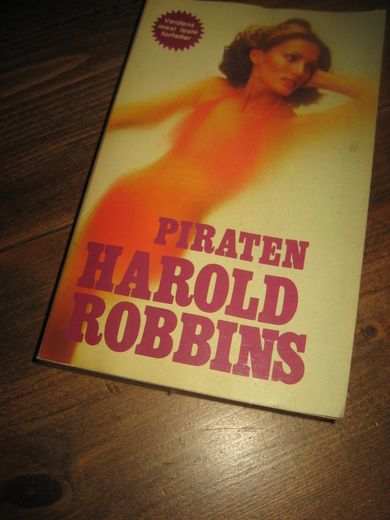 Verdens
mest leste
forfatter
PIRATEN
HAROLD
ROBBINS